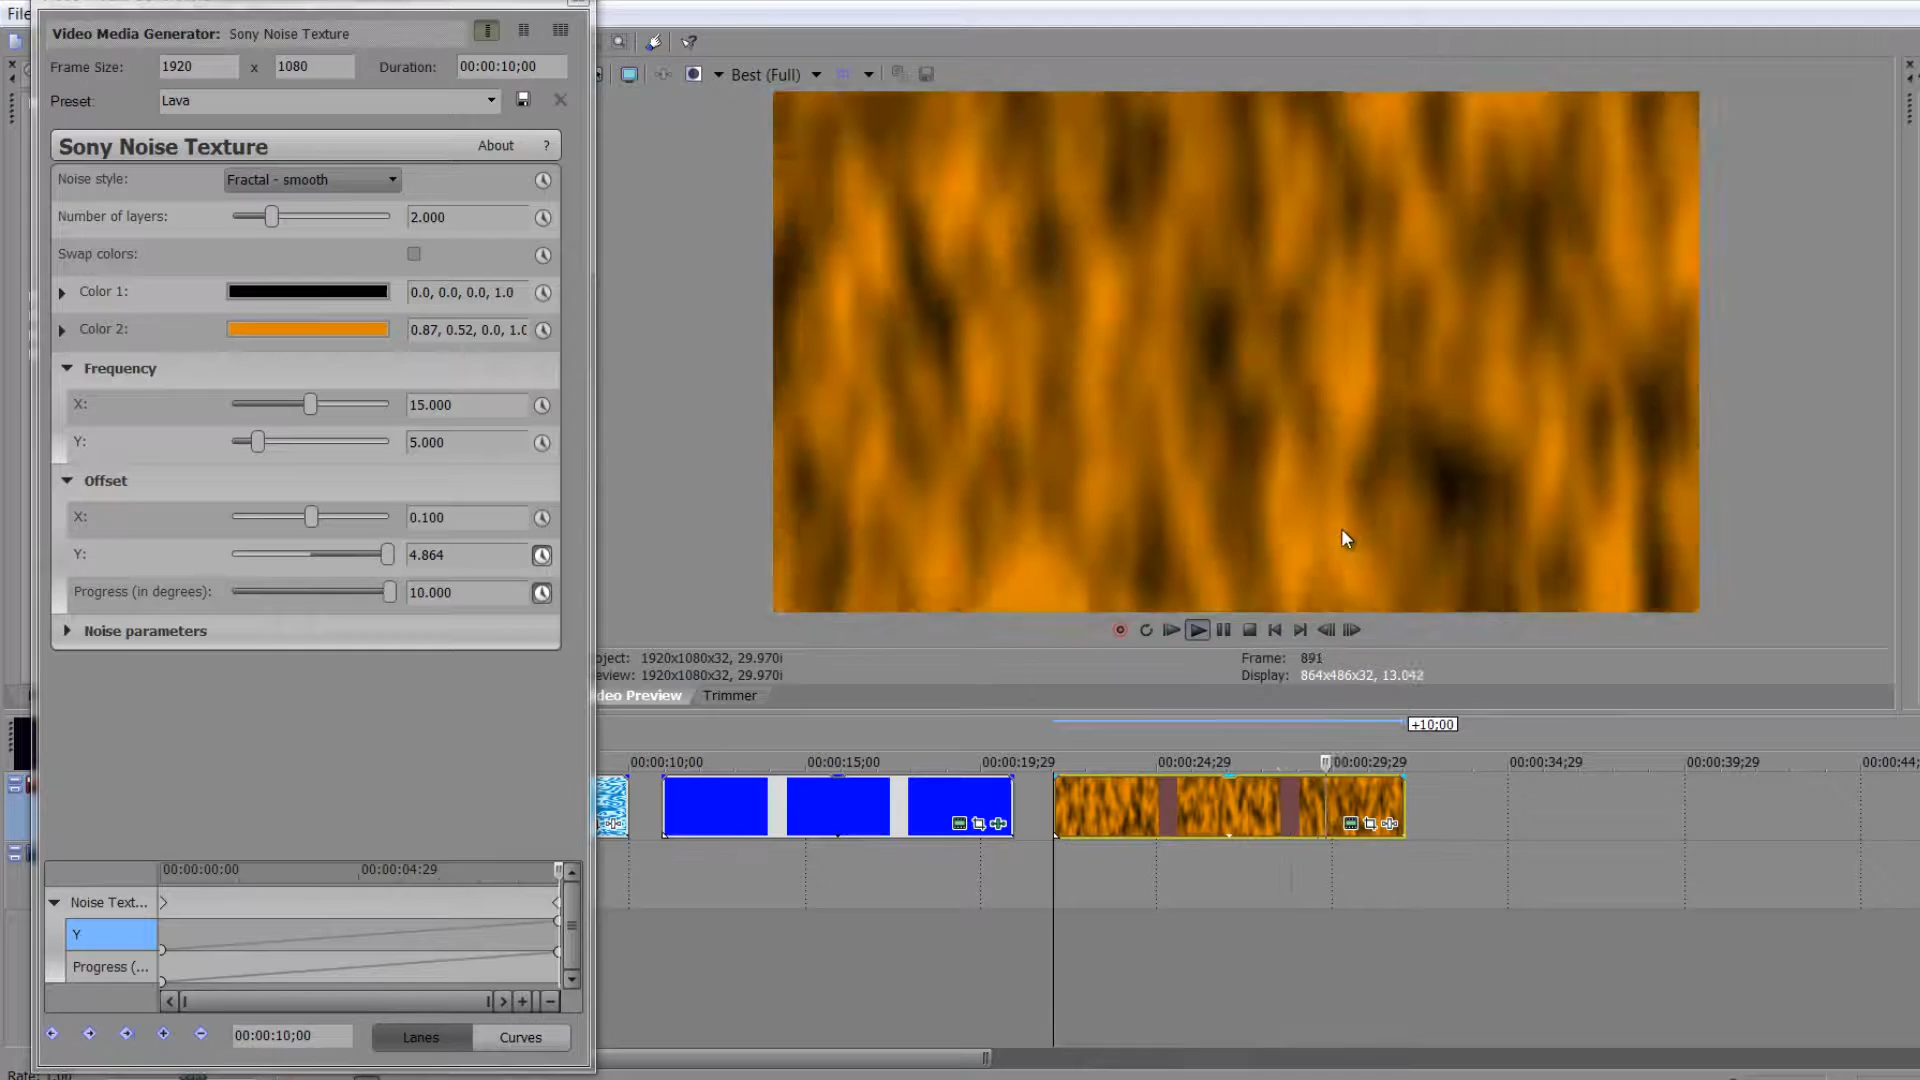 File
Video Media Generator: Sony Noise Texture
Frame Size: 1920 x 1080 Duration: 00:00:10;00
Preset: Lava
Best (Full)
Sony Noise Texture About ?
Noise style: Fractal - smooth
Number of layers: 2.000
Swap colors:
Color 1: 0.0, 0.0, 0.0, 1.0
Color 2: 0.87, 0.52, 0.0, 1.0
Frequency
X: 15.000
Y: 5.000
Offset
X: 0.100
Y: 4.864
Progress (in degrees): 10.000
Noise parameters
oject: 1920x1080x32, 29.970i
eview: 1920x1080x32, 29.970i
Frame: 891
Display: 864x486x32, 13.042
deo Preview Trimmer
+10;00
00:00:10;00 00:00:15;00 00:00:19;29 00:00:24;29 00:00:29;29 00:00:34;29 00:00:39;29 00:00:44;
00:00:00;00 00:00:04:29
Noise Text...
Y
Progress (...
00:00:10;00 Lanes Curves
Rate: 1.00